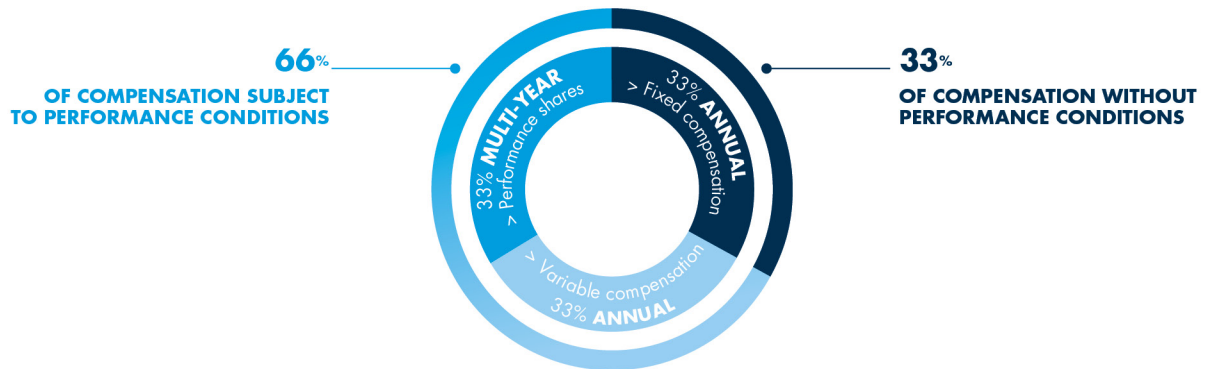 66%
OF COMPENSATION SUBJECT
TO PERFORMANCE CONDITIONS
33% MULTI-YEAR
> Performance shares
33% ANNUAL
> Fixed compensation
> Variable compensation
33% ANNUAL
33%
OF COMPENSATION WITHOUT
PERFORMANCE CONDITIONS